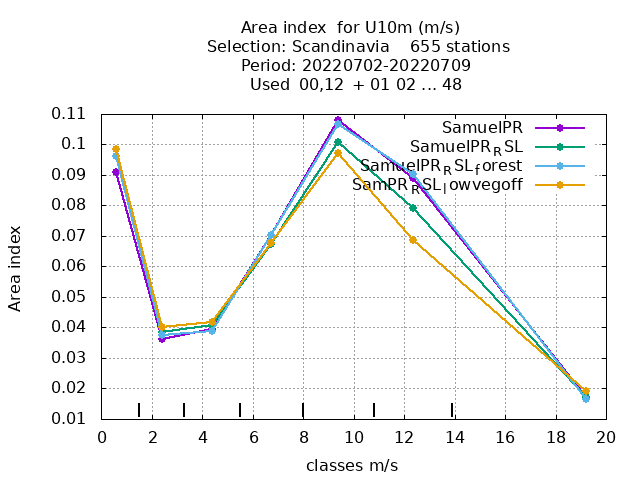 Area index  for U10m (m/s)
Selection: Scandinavia    655 stations
Period: 20220702-20220709
Used  00,12  + 01 02 ... 48
SamuelPR
SamuelPR_RSL
SamuelPR_RSL_forest
SamPR_RSL_lowvegoff
0.11
0.1
0.09
0.08
0.07
0.06
0.05
0.04
0.03
0.02
0.01
Area index
0 2 4 6 8 10 12 14 16 18 20
classes m/s